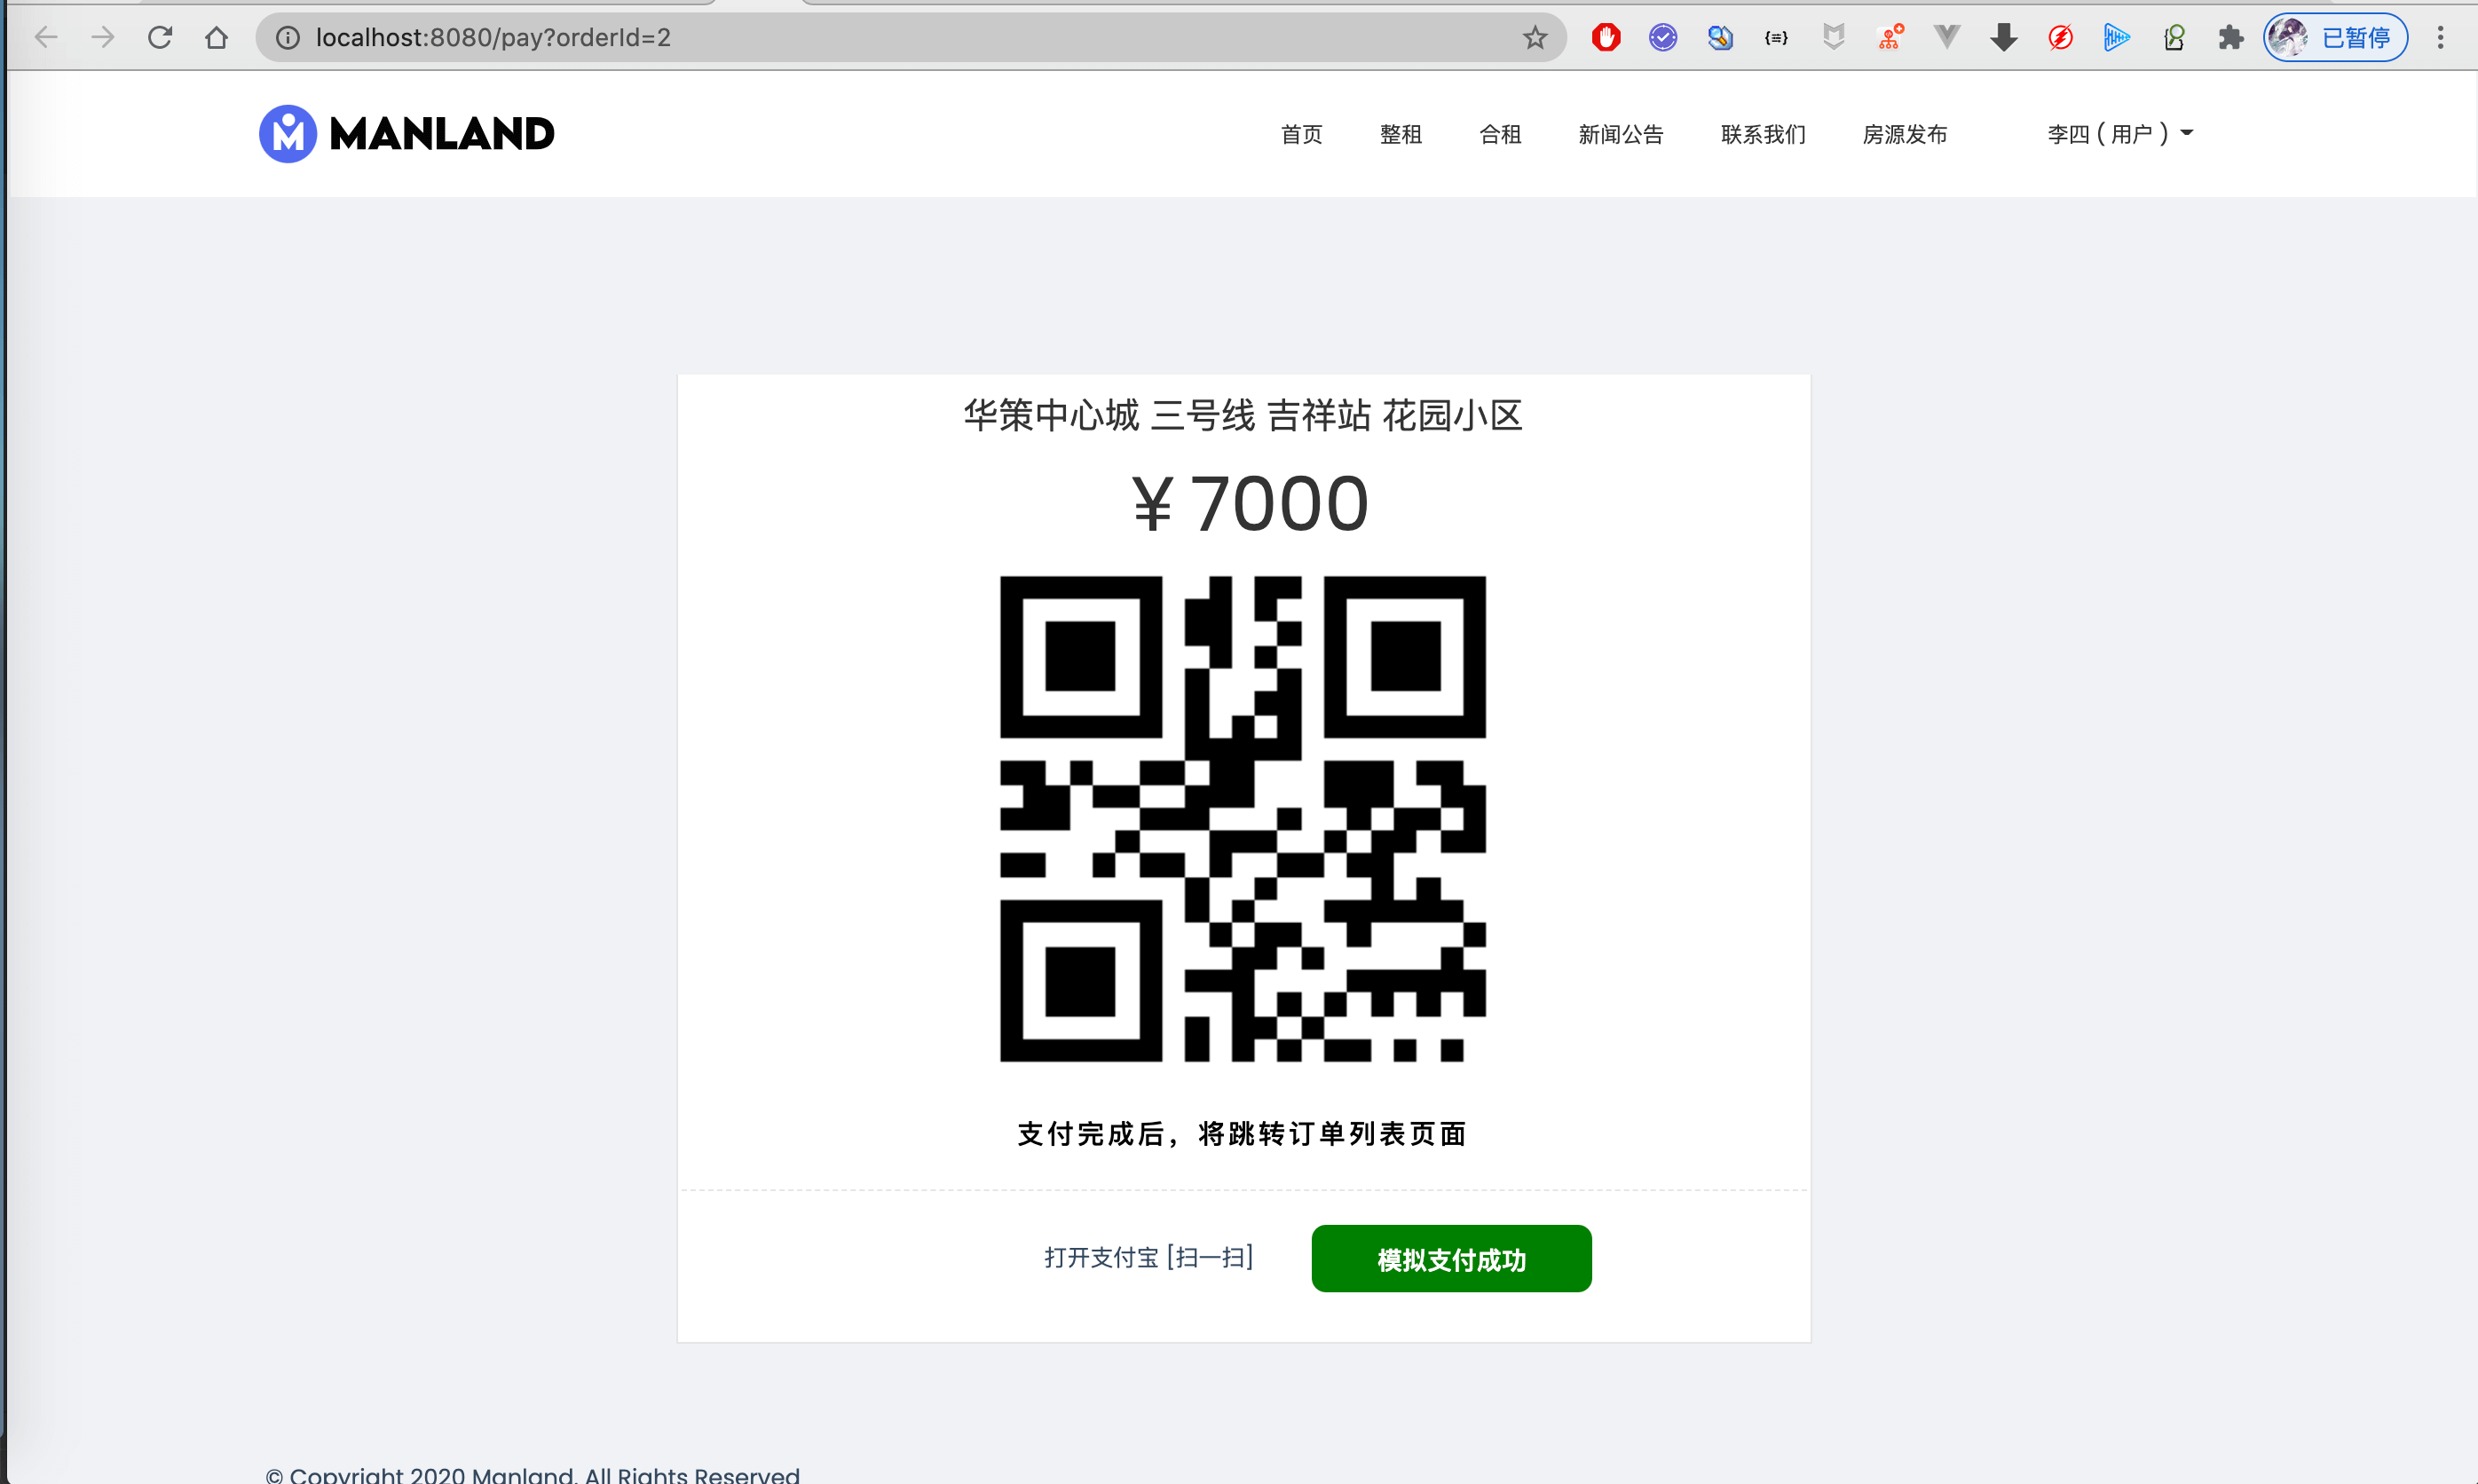 localhost:8080/pay?orderId=2
已暂停
MANLAND
首页 整租 合租 新闻公告 联系我们 房源发布 李四 ( 用户 )
华策中心城 三号线 吉祥站 花园小区
¥ 7000
支付完成后，将跳转订单列表页面
打开支付宝 [扫一扫]
模拟支付成功
© Copyright 2020 Manland. All Rights Reserved